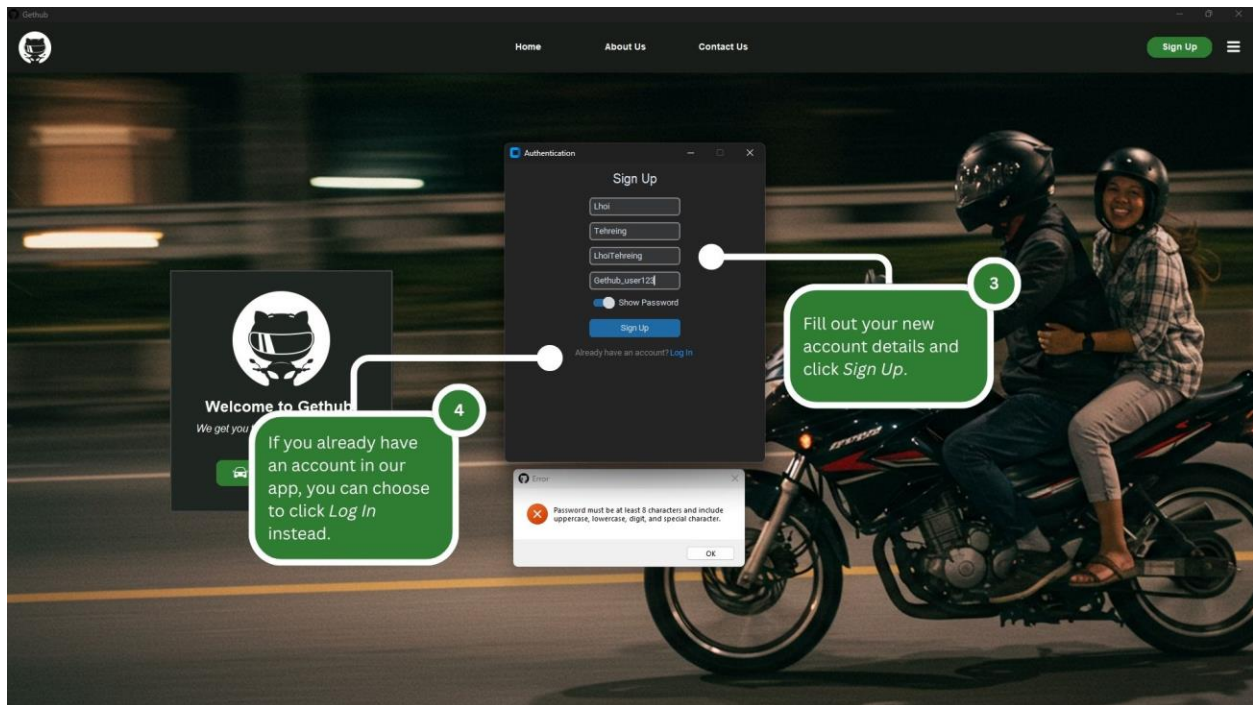 Gethub
Home
About Us
Contact Us
Sign Up
Authentication
Sign Up
Lhoi
Tehreing
LhoiTehreing
Gethub_user123
Show Password
Sign Up
Already have an account? Log In
3
Fill out your new
account details and
click Sign Up.
Welcome to Gethub
We get you
4
If you already have
an account in our
app, you can choose
to click Log In
instead.
Error
Password must be at least 8 characters and include
uppercase, lowercase, digit, and special character.
OK